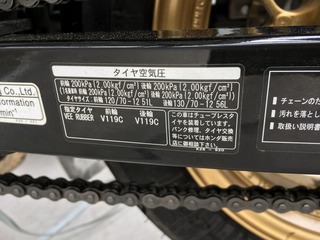 g Co.,Ltd.
formation
min⁻¹
タイヤ空気圧
前輪 200kPa(2.00kgf/cm²) 後輪 200kPa(2.00kgf/cm²)
(1名乗車 前輪 200kPa(2.00kgf/cm²) 後輪 200kPa(2.00kgf/cm²))
タイヤサイズ: 前輪 120/70-12 51L 後輪 130/70-12 56L
指定タイヤ 前輪 後輪
VEE RUBBER V119C V119C
この車はチューブレスタイヤを装着しています。
パンク修理、タイヤ交換等についてはホンダ販売店に御相談下さい。
チェーンのた
汚れを落とし
取扱い説明書の